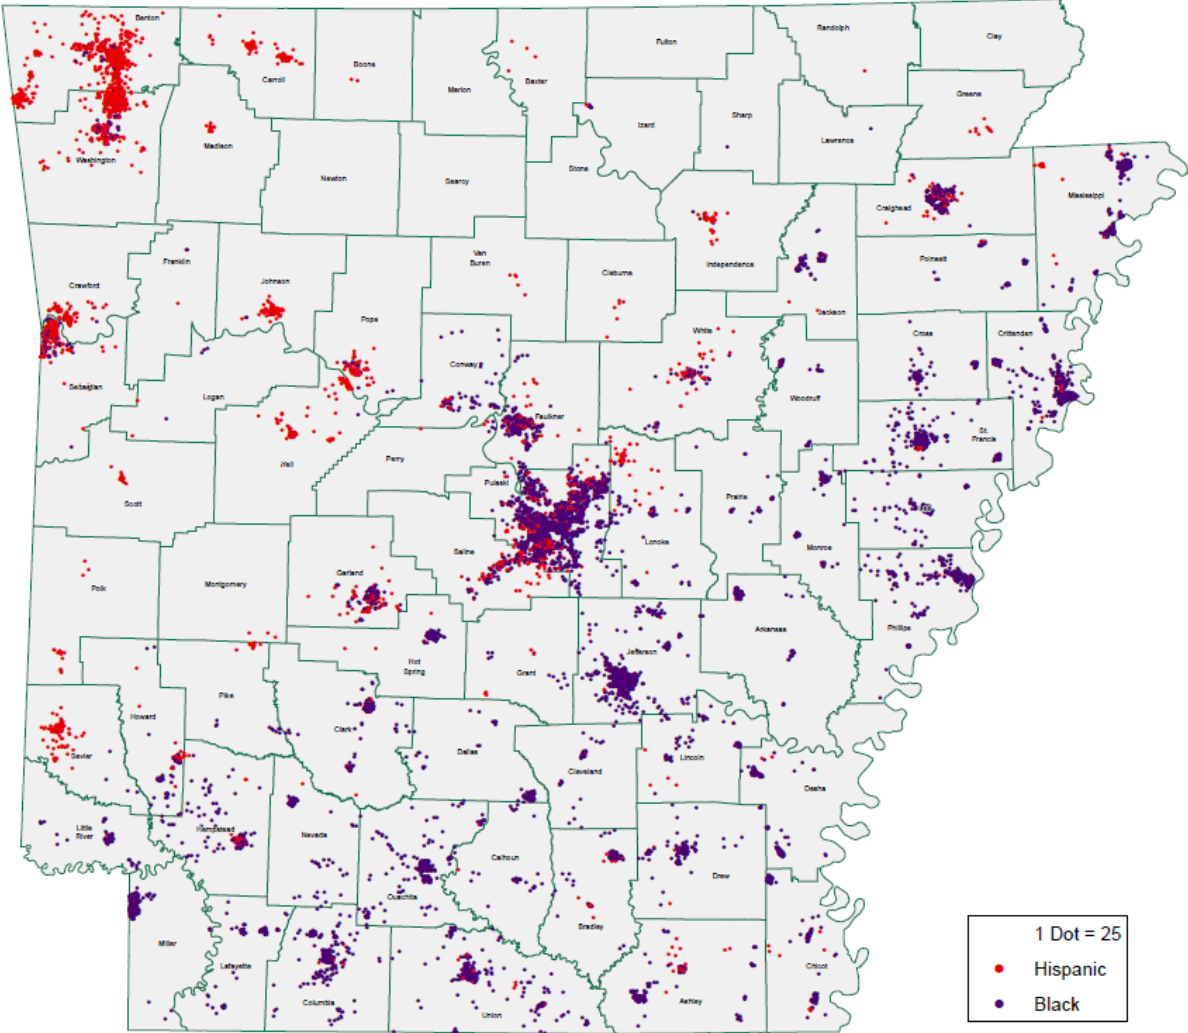 Benton
Carroll
Boone
Marion
Baxter
Fulton
Randolph
Clay
Greene
Izard
Sharp
Lawrence
Washington
Madison
Newton
Searcy
Stone
Mississippi
Craighead
Independence
Franklin
Van
Buren
Cleburne
Poinsett
Crawford
Johnson
Pope
Jackson
White
Cross
Crittenden
Conway
Sebastian
Logan
Woodruff
Faulkner
St.
Francis
Yell
Perry
Pulaski
Prairie
Scott
Lee
Lonoke
Monroe
Saline
Garland
Polk
Montgomery
Arkansas
Phillips
Jefferson
Hot
Spring
Grant
Pike
Howard
Clark
Dallas
Sevier
Lincoln
Cleveland
Desha
Little
River
Hempstead
Nevada
Calhoun
Drew
Ouachita
Bradley
Miller
Lafayette
Chicot
Columbia
Union
Ashley
1 Dot = 25
Hispanic
Black